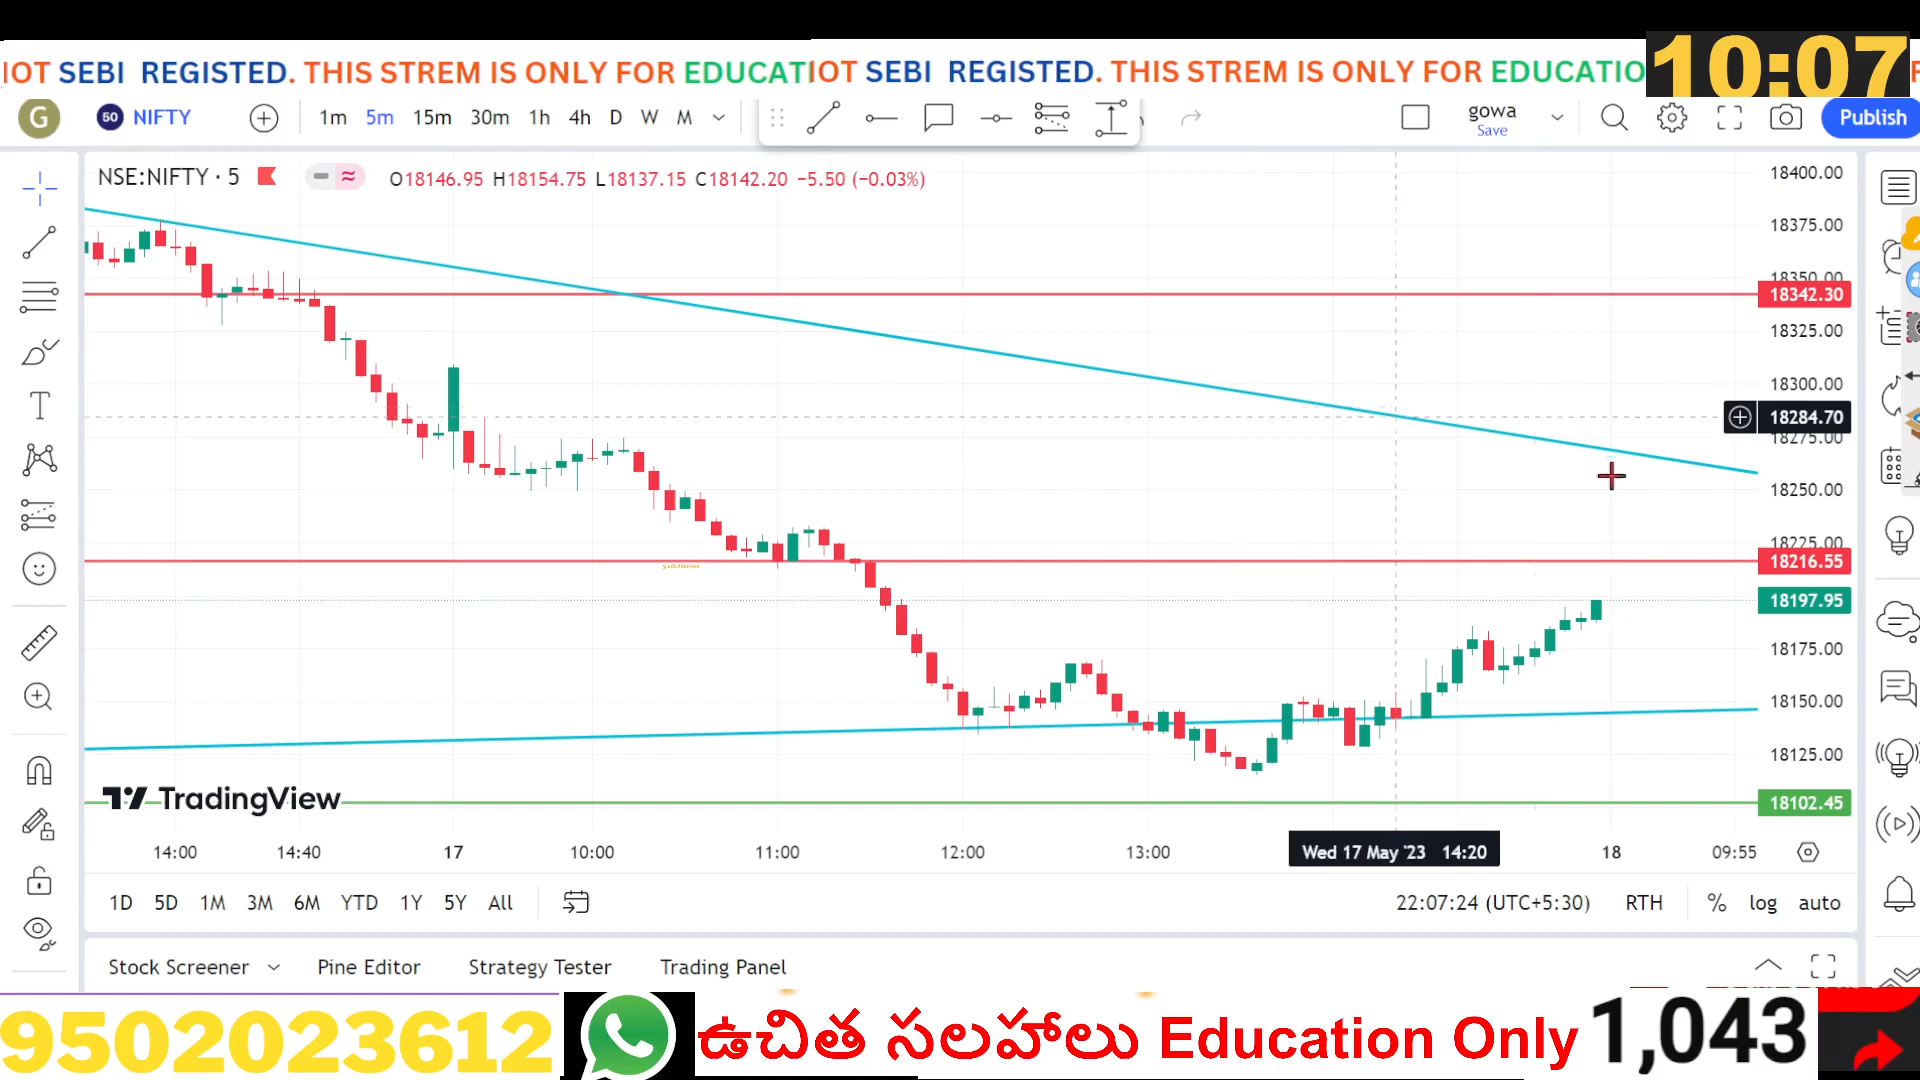 IOT SEBI REGISTED. THIS STREM IS ONLY FOR EDUCATIOT SEBI REGISTED. THIS STREM IS ONLY FOR EDUCATIO
10:07
G 50 NIFTY 1m 5m 15m 30m 1h 4h D W M gowa Save Publish
NSE:NIFTY · 5 O18146.95 H18154.75 L18137.15 C18142.20 −5.50 (−0.03%)
18400.00
18375.00
18350.00
18342.30
18325.00
18300.00
18284.70
18275.00
18250.00
18225.00
18216.55
18197.95
18175.00
18150.00
18125.00
18102.45
TradingView
14:00 14:40 17 10:00 11:00 12:00 13:00 Wed 17 May '23 14:20 18 09:55
1D 5D 1M 3M 6M YTD 1Y 5Y All 22:07:24 (UTC+5:30) RTH % log auto
Stock Screener Pine Editor Strategy Tester Trading Panel
9502023612 ఉచిత సలహాలు Education Only 1,043